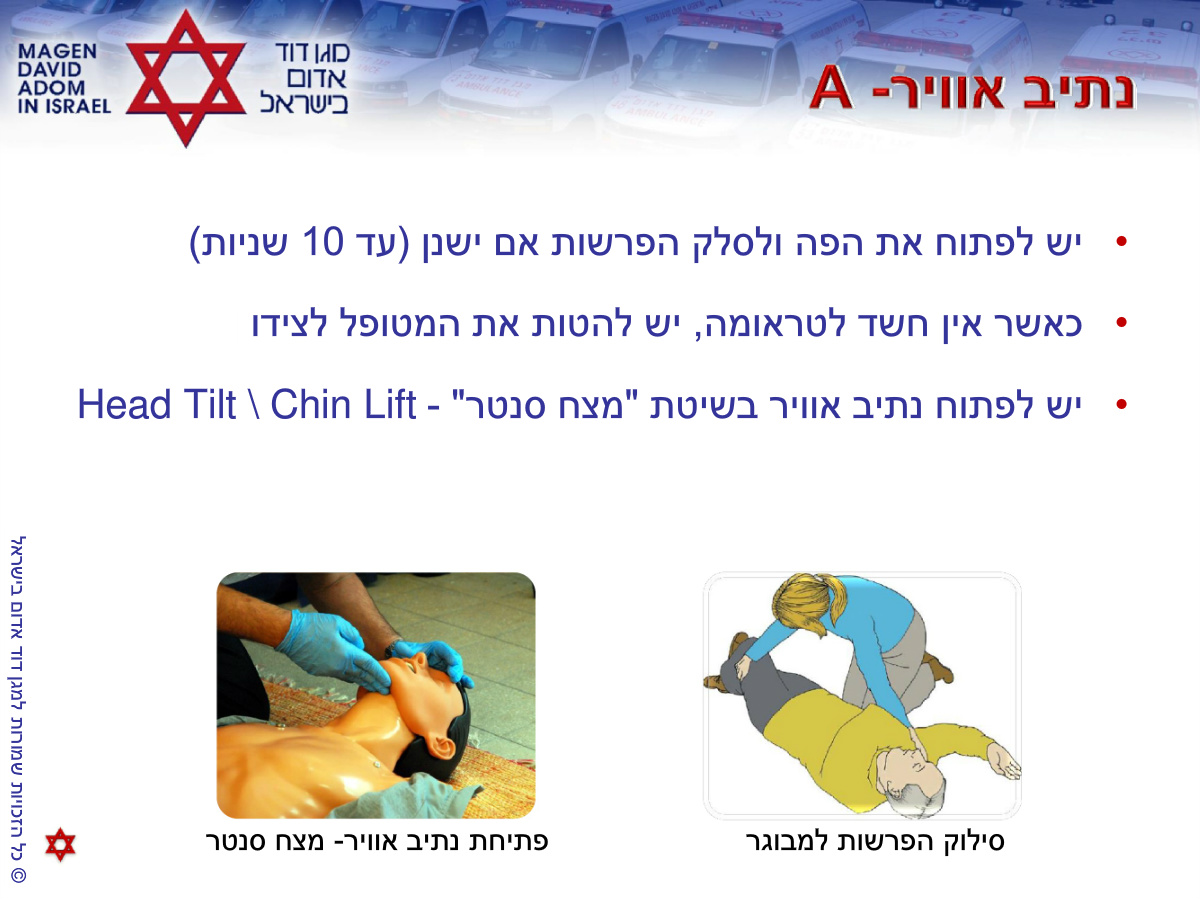 MAGEN
DAVID
ADOM
IN ISRAEL
מגן דוד
אדום
בישראל
נתיב אוויר- A
• יש לפתוח את הפה ולסלק הפרשות אם ישנן (עד 10 שניות)
• כאשר אין חשד לטראומה, יש להטות את המטופל לצידו
• יש לפתוח נתיב אוויר בשיטת "מצח סנטר" - Head Tilt \ Chin Lift
סילוק הפרשות למבוגר
פתיחת נתיב אוויר- מצח סנטר
© כל הזכויות שמורות למגן דוד אדום בישראל